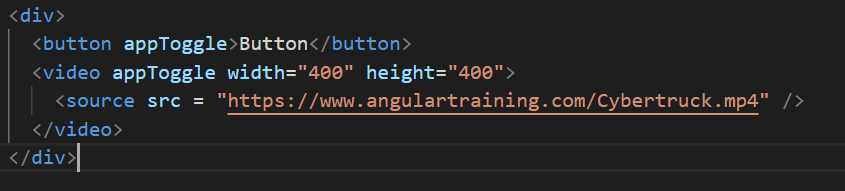 <div>
<button appToggle>Button</button>
<video appToggle width="400" height="400">
<source src = "https://www.angulartraining.com/Cybertruck.mp4" />
</video>
</div>